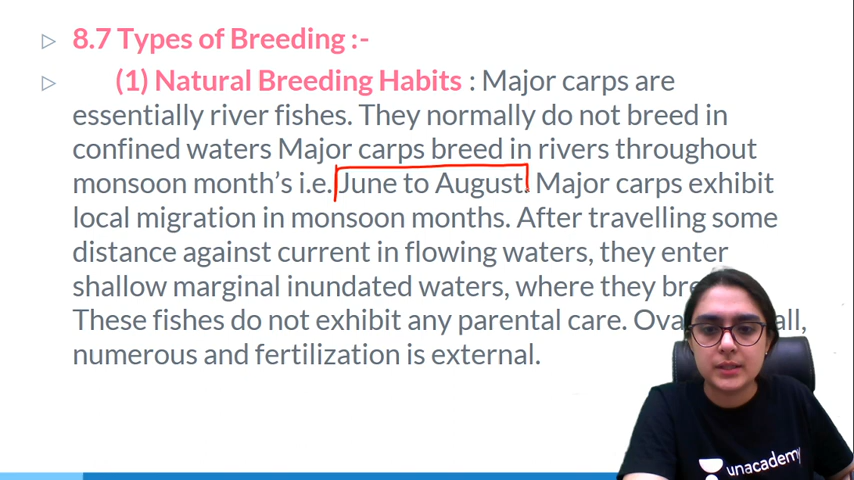 8.7 Types of Breeding :-
(1) Natural Breeding Habits : Major carps are
essentially river fishes. They normally do not breed in
confined waters Major carps breed in rivers throughout
monsoon month's i.e. June to August. Major carps exhibit
local migration in monsoon months. After travelling some
distance against current in flowing waters, they enter
shallow marginal inundated waters, where they
These fishes do not exhibit any parental care.
numerous and fertilization is external.
unacademy